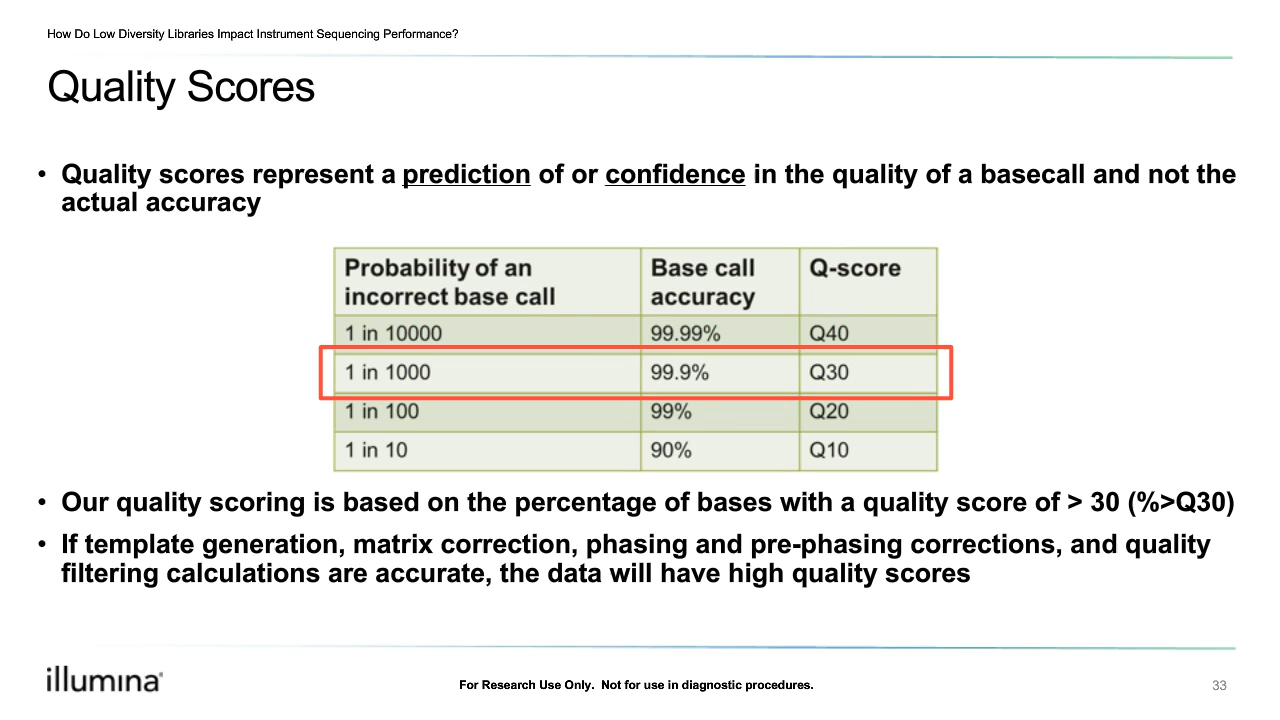 How Do Low Diversity Libraries Impact Instrument Sequencing Performance?
Quality Scores
• Quality scores represent a prediction of or confidence in the quality of a basecall and not the
actual accuracy
Probability of an
incorrect base call
Base call
accuracy
Q-score
1 in 10000 99.99% Q40
1 in 1000 99.9% Q30
1 in 100 99% Q20
1 in 10 90% Q10
• Our quality scoring is based on the percentage of bases with a quality score of > 30 (%>Q30)
• If template generation, matrix correction, phasing and pre-phasing corrections, and quality
filtering calculations are accurate, the data will have high quality scores
illumina®
For Research Use Only. Not for use in diagnostic procedures.
33